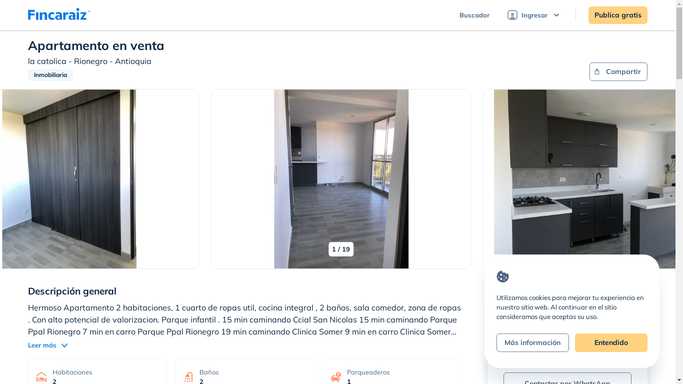 Fincaraiz
Buscador
Ingresar
Publica gratis
Apartamento en venta
la catolica - Rionegro - Antioquia
Inmobiliaria
Compartir
1 / 19
Descripción general
Hermoso Apartamento 2 habitaciones, 1 cuarto de ropas util, cocina integral , 2 baños, sala comedor, zona de ropas
. Con alto potencial de valorizacion. Parque infantil . 15 min caminando Ccial San Nicolas 15 min caminando Parque
Ppal Rionegro 7 min en carro Parque Ppal Rionegro 19 min caminando Clinica Somer 9 min en carro Clinica Somer...
Leer más
Habitaciones
2
Baños
2
Parqueaderos
1
Utilizamos cookies para mejorar tu experiencia en
nuestro sitio web. Al continuar en el sitio
consideramos que aceptas su uso.
Más información
Entendido
Contactar por WhatsApp